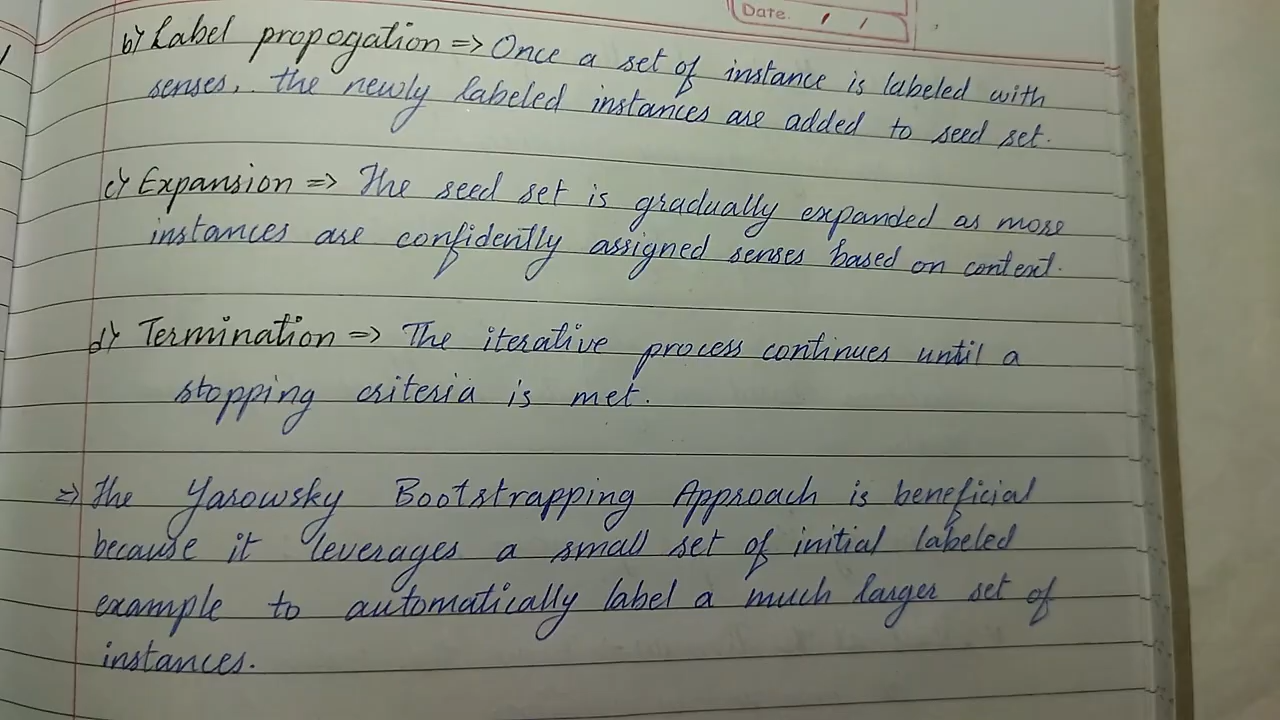 Date. / /
b) Label propogation => Once a set of instance is labeled with
senses, the newly labeled instances are added to seed set.
c) Expansion => The seed set is gradually expanded as more
instances are confidently assigned senses based on context.
d) Termination => The iterative process continues until a
stopping criteria is met.
=> The Yarowsky Bootstrapping Approach is beneficial
because it leverages a small set of initial labeled
example to automatically label a much larger set of
instances.